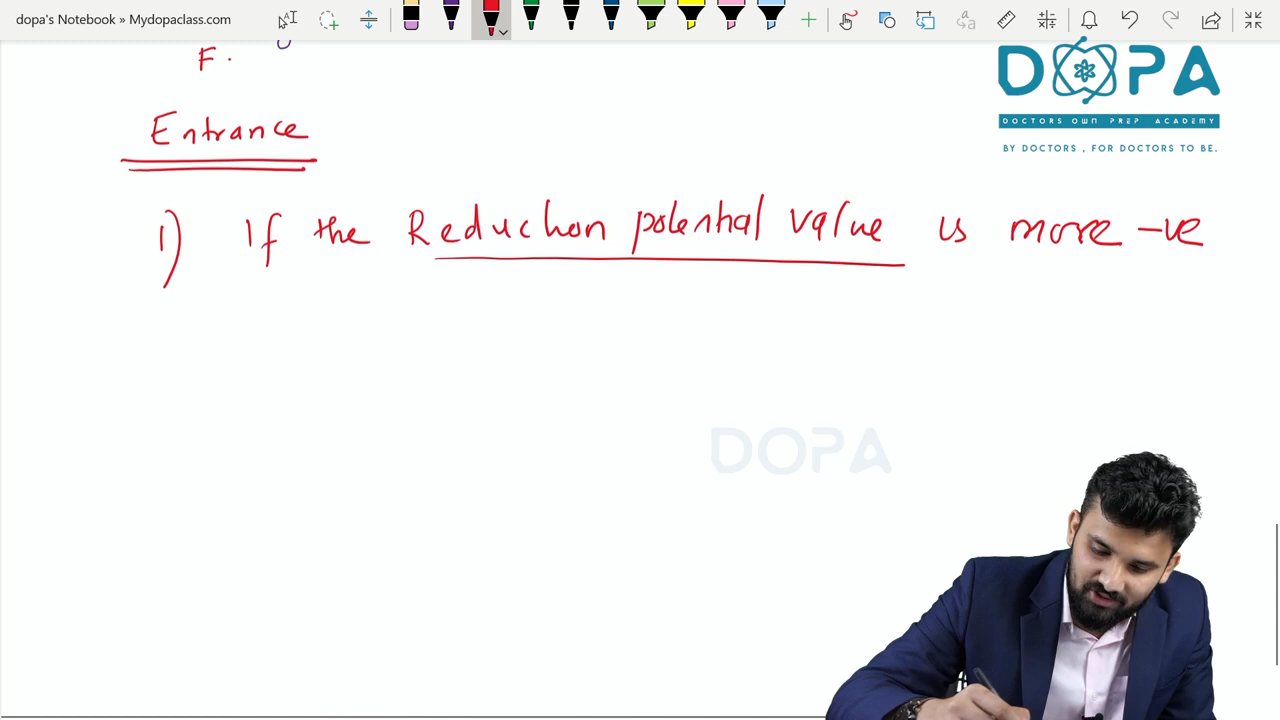 dopa's Notebook » Mydopaclass.com
F.
DOPA
DOCTORS OWN PREP ACADEMY
BY DOCTORS , FOR DOCTORS TO BE.
Entrance
1) If the Reduction potential value is more -ve
DOPA